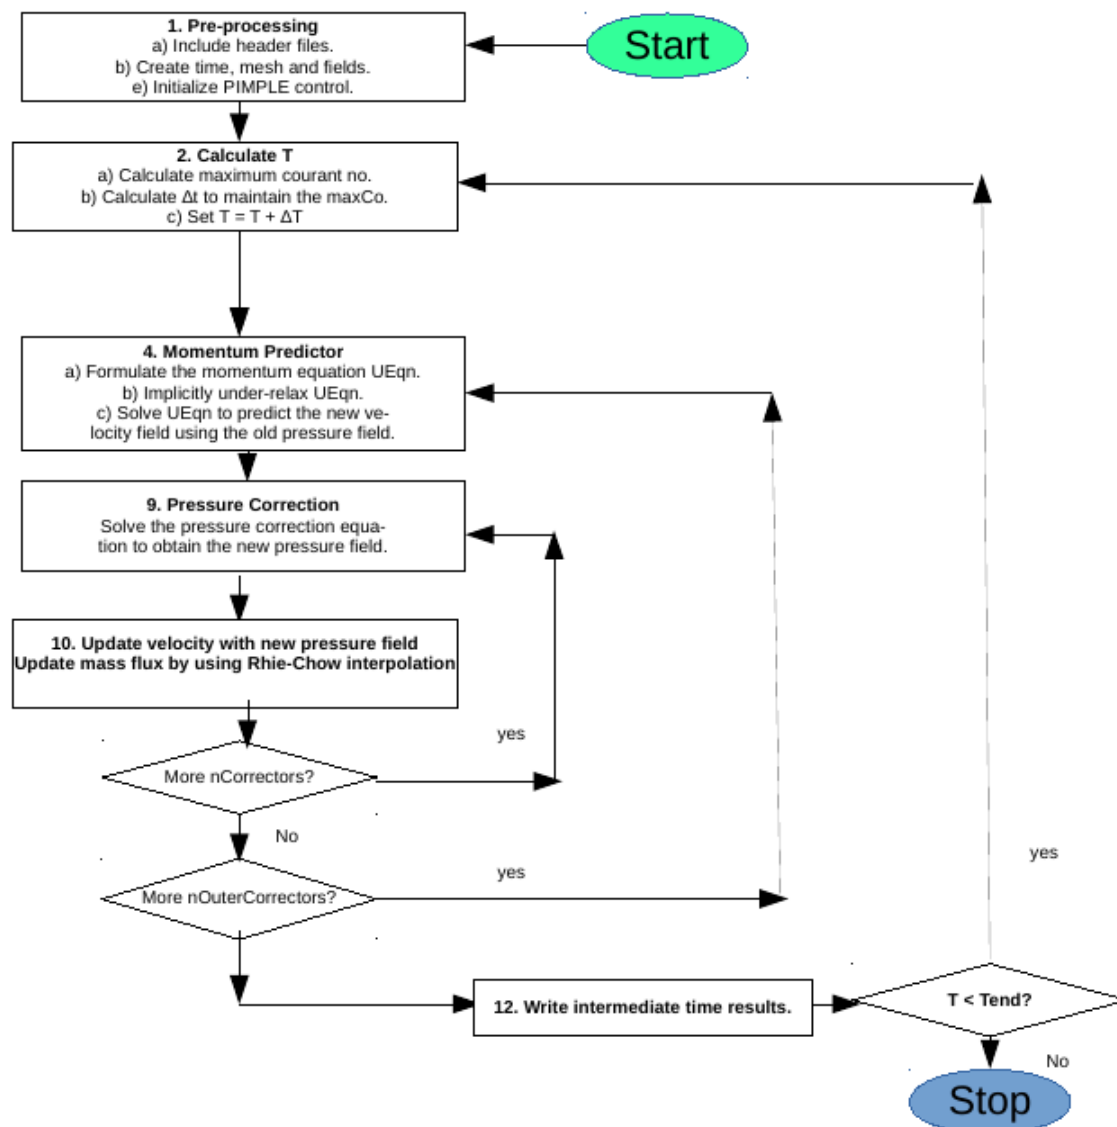 Start
1. Pre-processing
a) Include header files.
b) Create time, mesh and fields.
e) Initialize PIMPLE control.
2. Calculate T
a) Calculate maximum courant no.
b) Calculate Δt to maintain the maxCo.
c) Set T = T + ΔT
4. Momentum Predictor
a) Formulate the momentum equation UEqn.
b) Implicitly under-relax UEqn.
c) Solve UEqn to predict the new ve-
locity field using the old pressure field.
9. Pressure Correction
Solve the pressure correction equa-
tion to obtain the new pressure field.
10. Update velocity with new pressure field
Update mass flux by using Rhie-Chow interpolation
yes
More nCorrectors?
No
yes
More nOuterCorrectors?
yes
12. Write intermediate time results.
T < Tend?
No
Stop